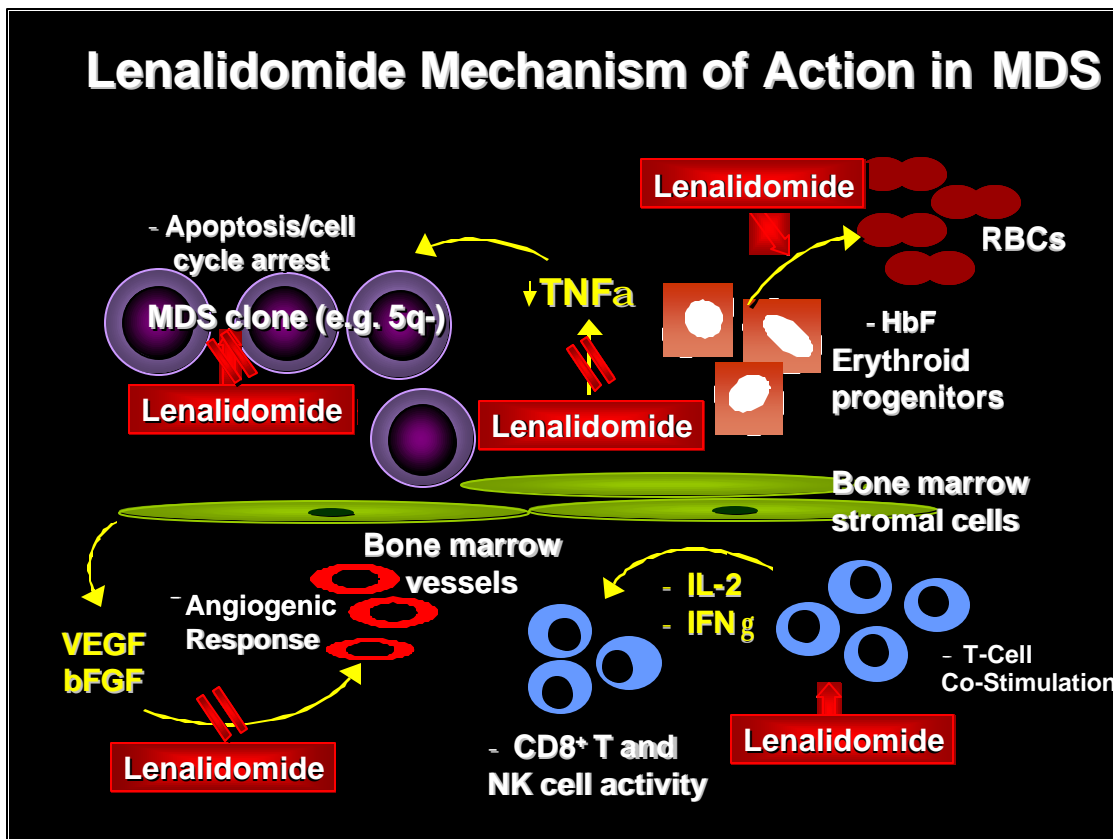 Lenalidomide Mechanism of Action in MDS
Lenalidomide
RBCs
- Apoptosis/cell
cycle arrest
MDS clone (e.g. 5q-)
Lenalidomide
↓TNFa
Lenalidomide
- HbF
Erythroid
progenitors
Bone marrow
stromal cells
Bone marrow
vessels
- Angiogenic
Response
VEGF
bFGF
Lenalidomide
- IL-2
- IFN g
- CD8+ T and
NK cell activity
- T-Cell
Co-Stimulation
Lenalidomide